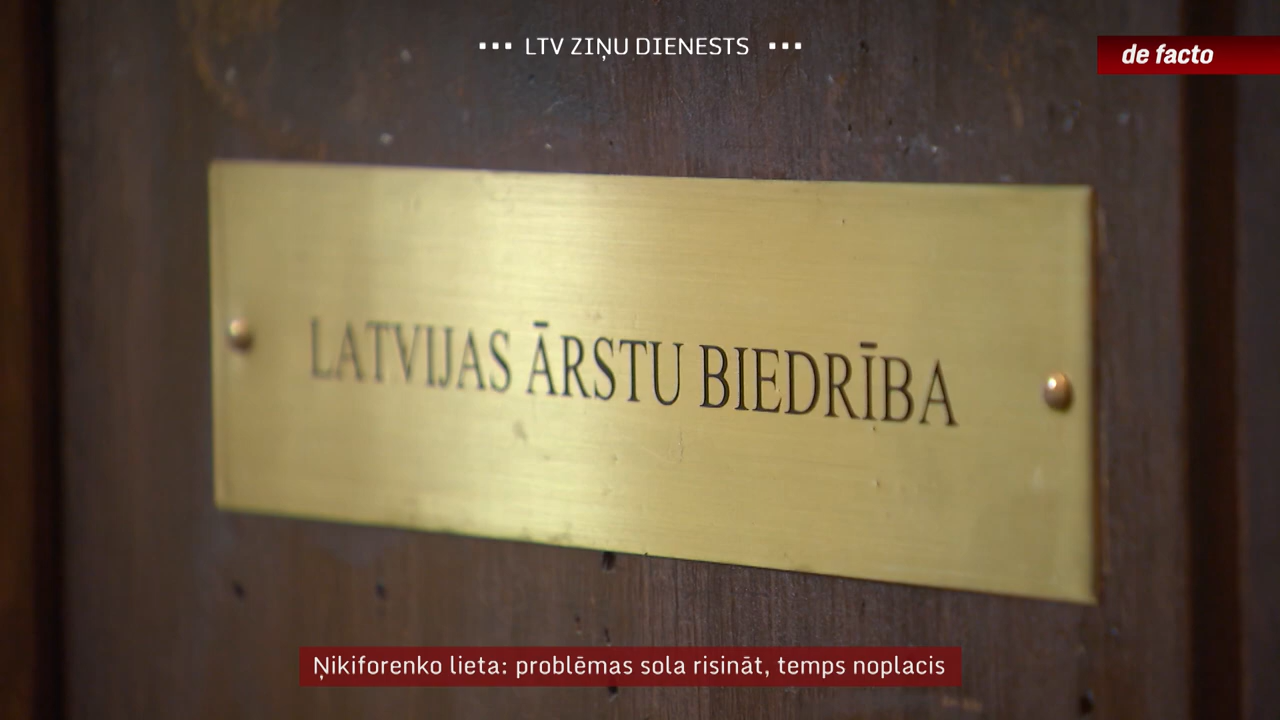 ··· LTV ZIŅU DIENESTS ···
de facto
LATVIJAS ĀRSTU BIEDRĪBA
Ņikiforenko lieta: problēmas sola risināt, temps noplacis